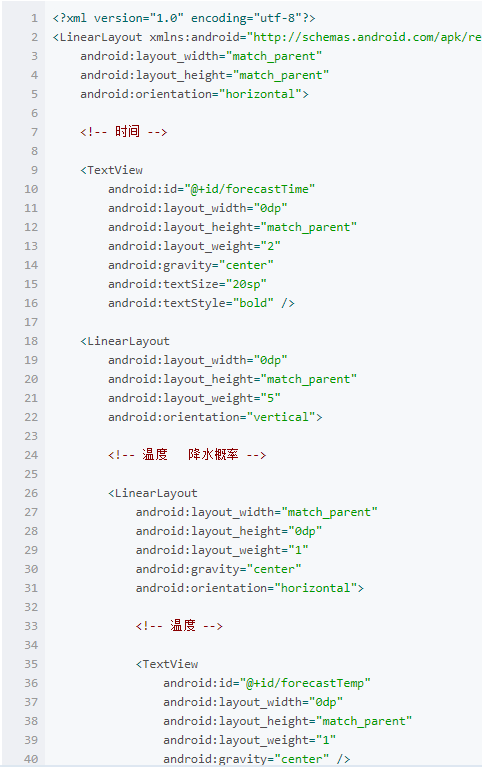 1 <?xml version="1.0" encoding="utf-8"?>
2 <LinearLayout xmlns:android="http://schemas.android.com/apk/re
3     android:layout_width="match_parent"
4     android:layout_height="match_parent"
5     android:orientation="horizontal">
6
7     <!-- 时间 -->
8
9     <TextView
10         android:id="@+id/forecastTime"
11         android:layout_width="0dp"
12         android:layout_height="match_parent"
13         android:layout_weight="2"
14         android:gravity="center"
15         android:textSize="20sp"
16         android:textStyle="bold" />
17
18     <LinearLayout
19         android:layout_width="0dp"
20         android:layout_height="match_parent"
21         android:layout_weight="5"
22         android:orientation="vertical">
23
24         <!-- 温度   降水概率 -->
25
26         <LinearLayout
27             android:layout_width="match_parent"
28             android:layout_height="0dp"
29             android:layout_weight="1"
30             android:gravity="center"
31             android:orientation="horizontal">
32
33             <!-- 温度 -->
34
35             <TextView
36                 android:id="@+id/forecastTemp"
37                 android:layout_width="0dp"
38                 android:layout_height="match_parent"
39                 android:layout_weight="1"
40                 android:gravity="center" />